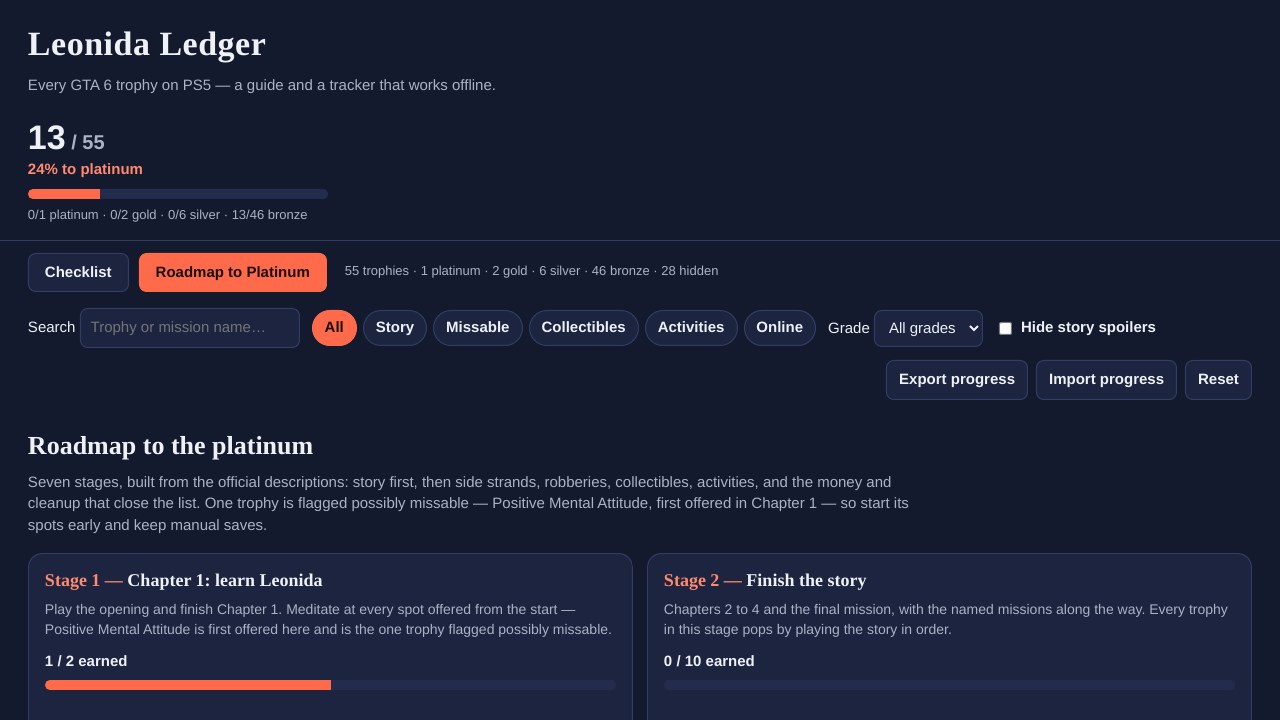 Leonida Ledger
Every GTA 6 trophy on PS5 — a guide and a tracker that works offline.
13 / 55
24% to platinum
0/1 platinum · 0/2 gold · 0/6 silver · 13/46 bronze
Checklist
Roadmap to Platinum
55 trophies · 1 platinum · 2 gold · 6 silver · 46 bronze · 28 hidden
Search
Trophy or mission name…
All
Story
Missable
Collectibles
Activities
Online
Grade
All grades
Hide story spoilers
Export progress
Import progress
Reset
Roadmap to the platinum
Seven stages, built from the official descriptions: story first, then side strands, robberies, collectibles, activities, and the money and
cleanup that close the list. One trophy is flagged possibly missable — Positive Mental Attitude, first offered in Chapter 1 — so start its
spots early and keep manual saves.
Stage 1 — Chapter 1: learn Leonida
Play the opening and finish Chapter 1. Meditate at every spot offered from the start —
Positive Mental Attitude is first offered here and is the one trophy flagged possibly missable.
1 / 2 earned
Stage 2 — Finish the story
Chapters 2 to 4 and the final mission, with the named missions along the way. Every trophy
in this stage pops by playing the story in order.
0 / 10 earned